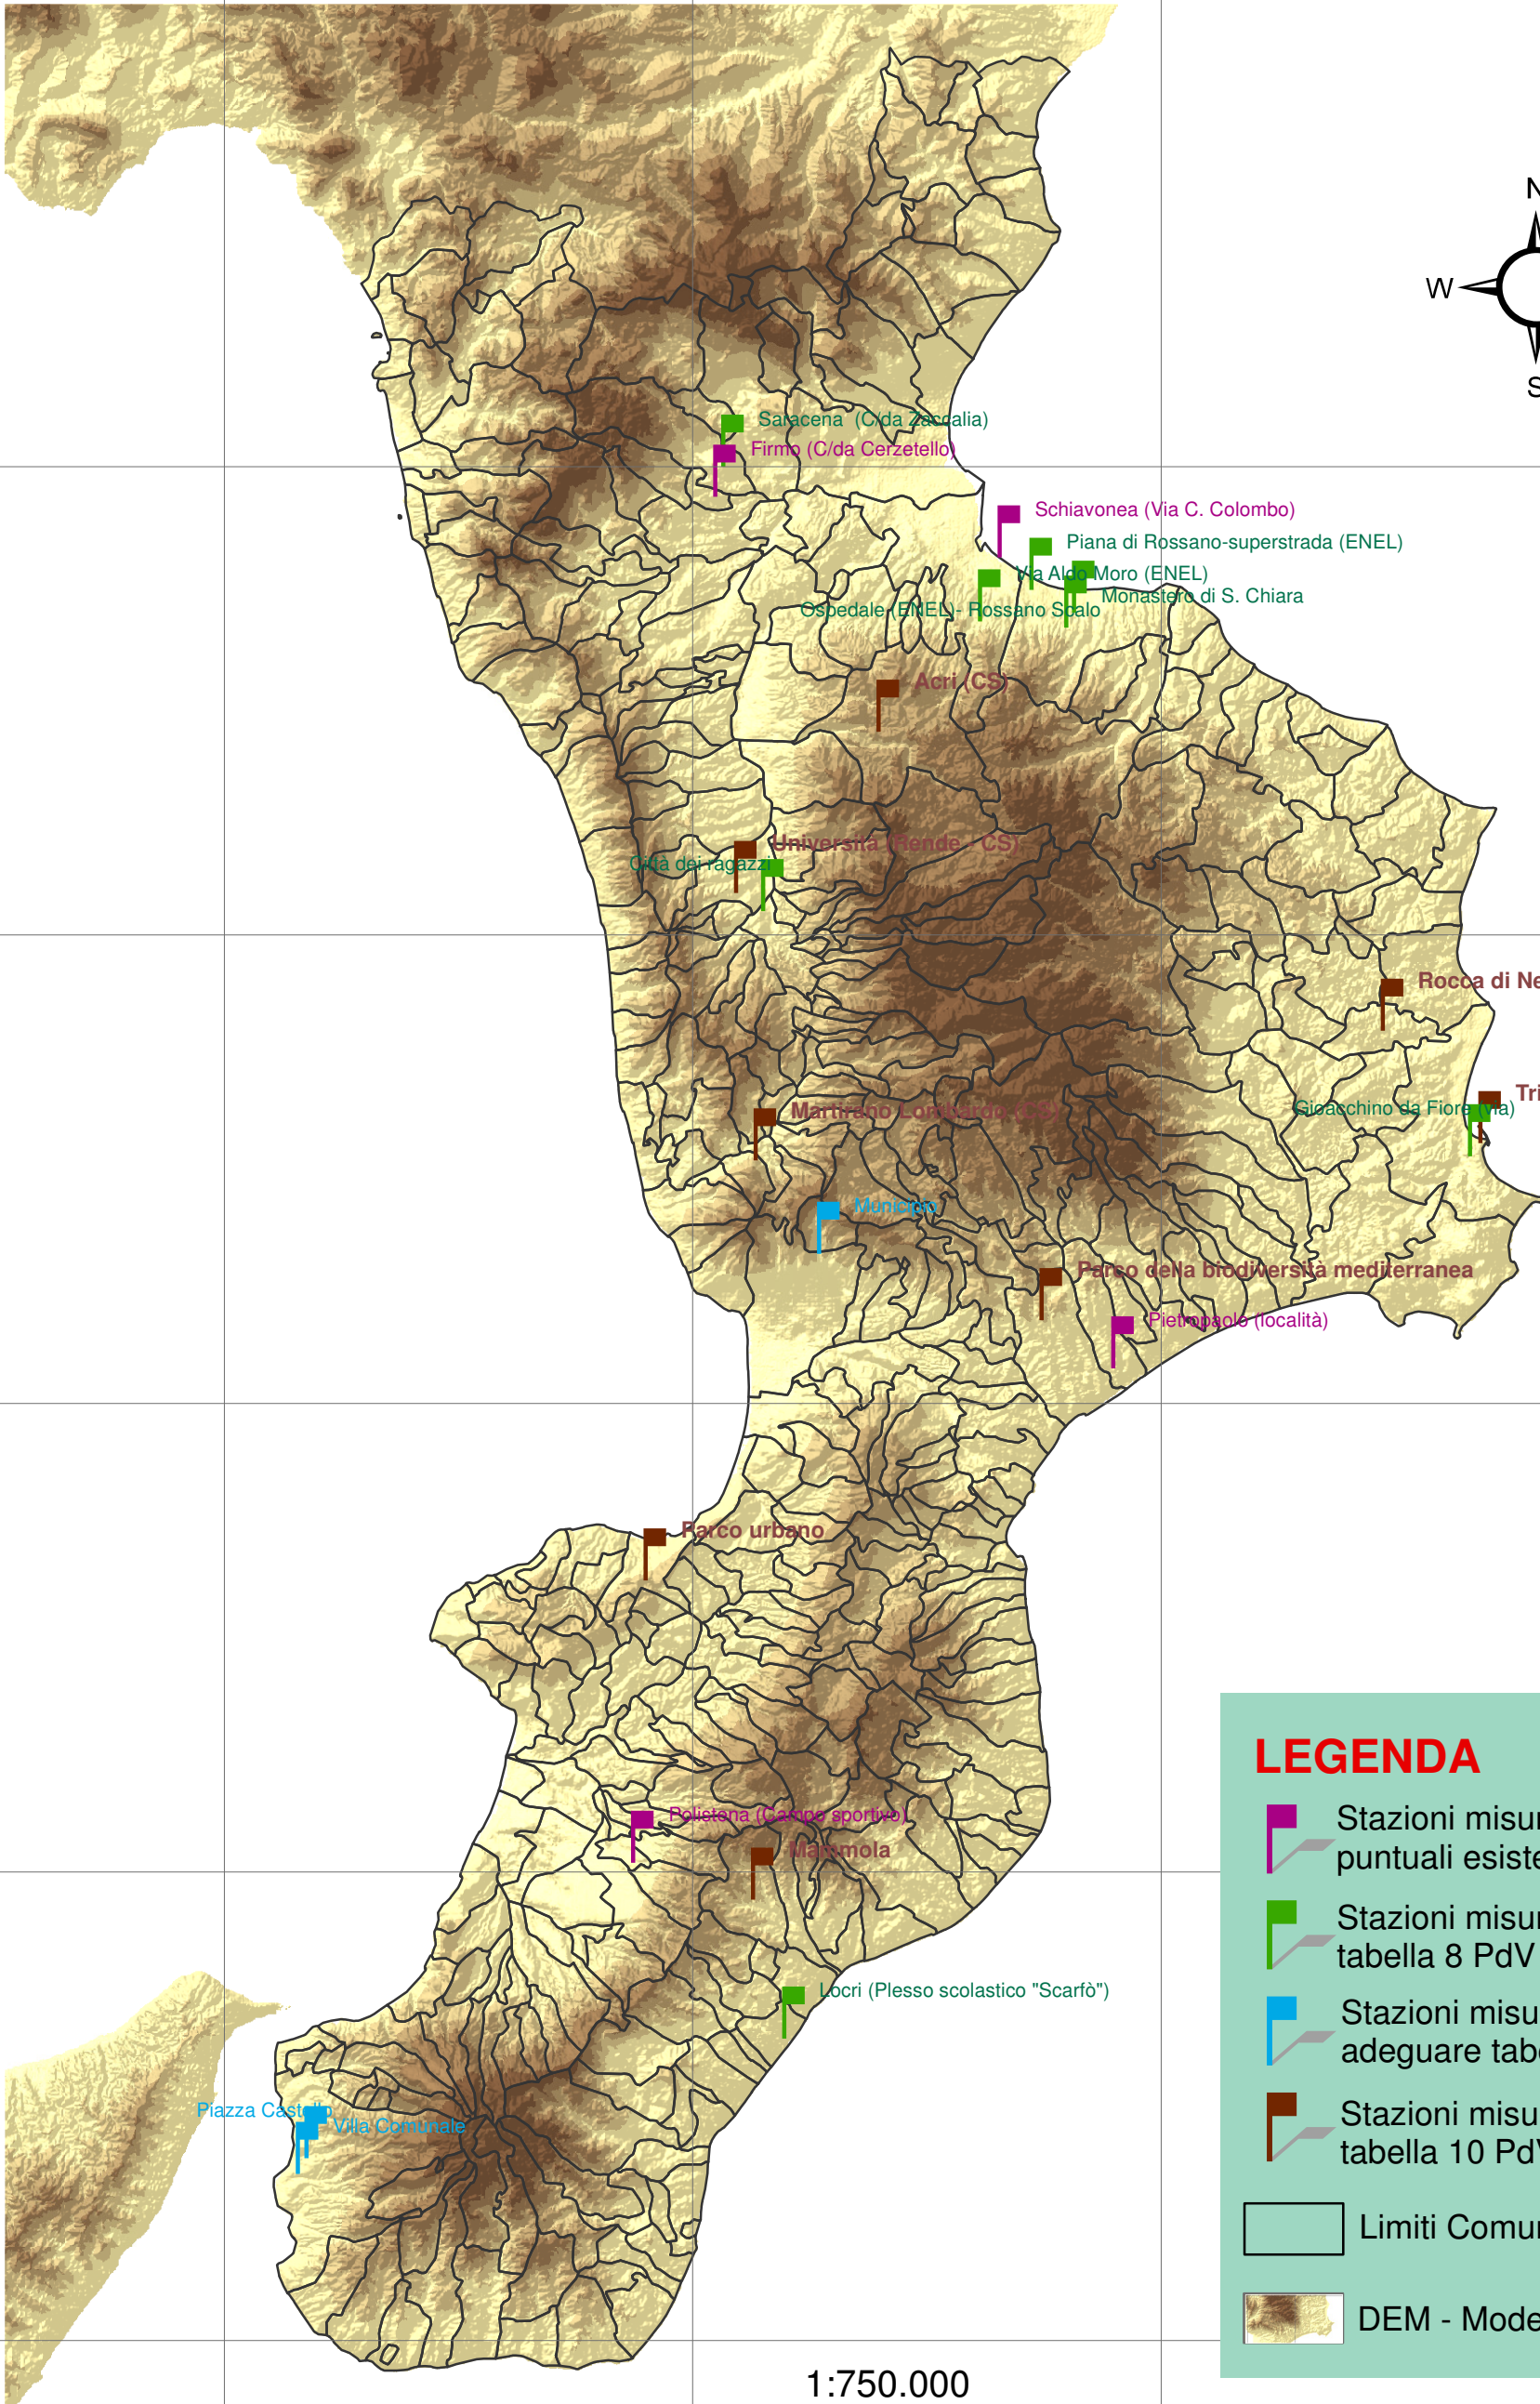 N
W
S
Saracena (C/da Zaccalia)
Firmo (C/da Cerzetello)
Schiavonea (Via C. Colombo)
Piana di Rossano-superstrada (ENEL)
Via Aldo Moro (ENEL)
Monastero di S. Chiara
Ospedale (ENEL)- Rossano Scalo
Acri (CS)
Università (Rende - CS)
Città dei ragazzi
Rocca di Ne
Tri
Gioacchino da Fiore (via)
Martirano Lombardo (CS)
Municipio
Parco della biodiversità mediterranea
Pietropaolo (località)
Parco urbano
Polistena (Campo sportivo)
Mammola
Locri (Plesso scolastico "Scarfò")
Piazza Castello
Villa Comunale
LEGENDA
Stazioni misur
puntuali esiste
Stazioni misur
tabella 8 PdV
Stazioni misu
adeguare tabe
Stazioni misu
tabella 10 PdV
Limiti Comun
DEM - Mode
1:750.000